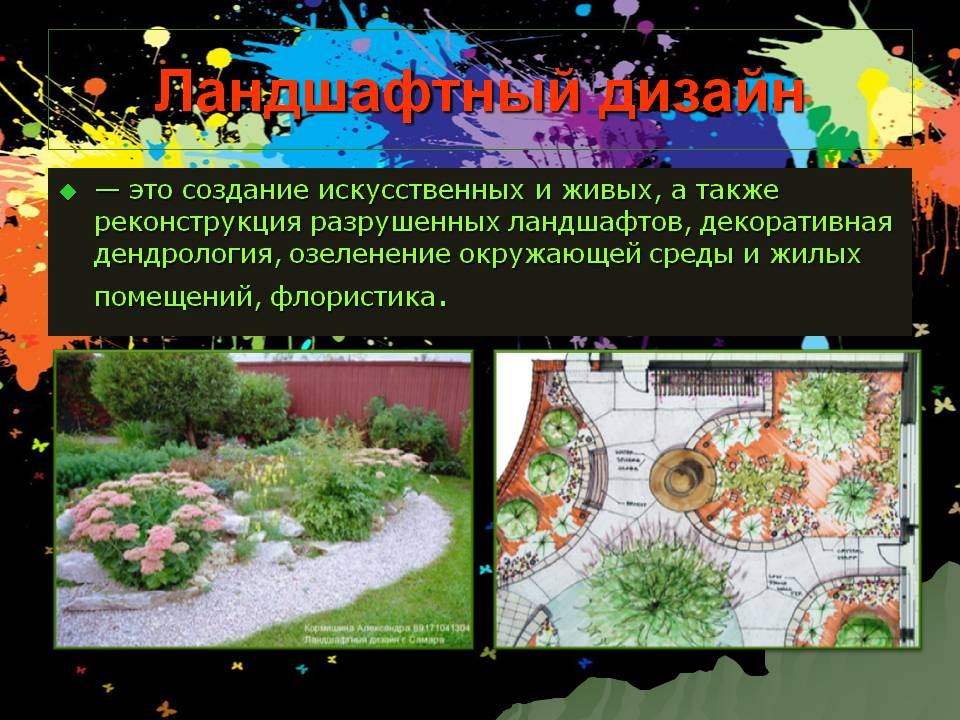 Ландшафтный дизайн
— это создание искусственных и живых, а также
реконструкция разрушенных ландшафтов, декоративная
дендрология, озеленение окружающей среды и жилых
помещений, флористика.
Кормишина Александра 89171041304
Ландшафтный дизайн г. Самара
WATER